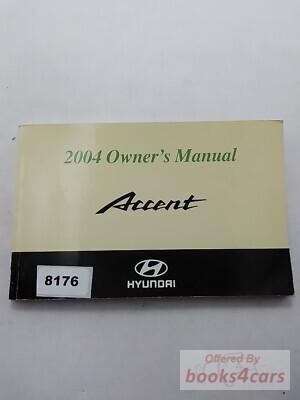 2004 Owner's Manual
Accent
8176
HYUNDAI
Offered By
books4cars